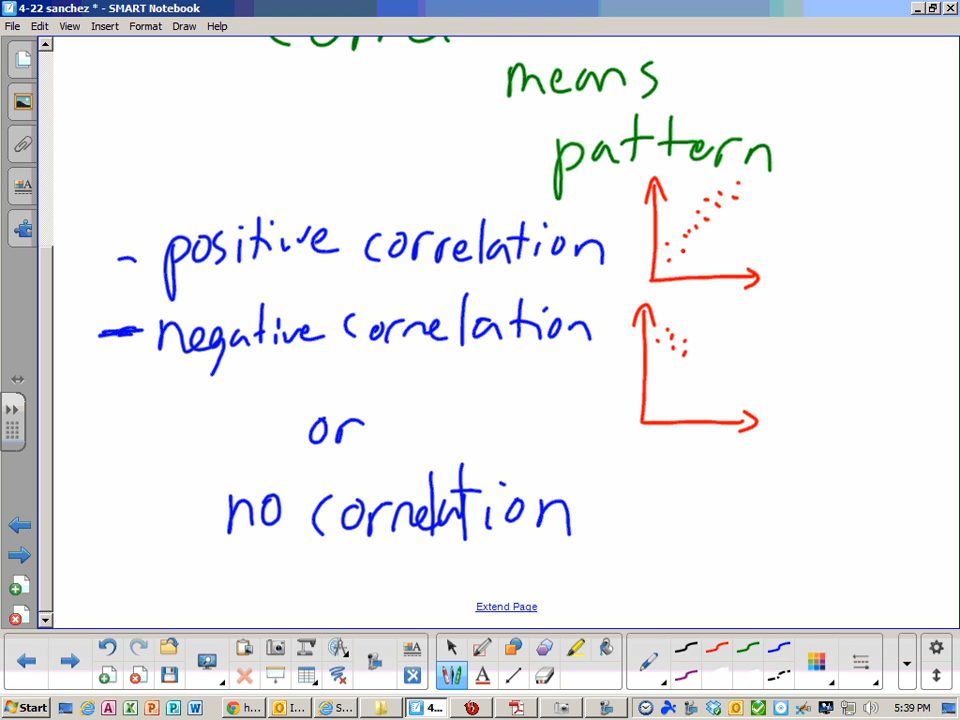 4-22 sanchez * - SMART Notebook
File Edit View Insert Format Draw Help
means
pattern
- positive correlation
- negative correlation
or
no correlation
Extend Page
Start
5:39 PM